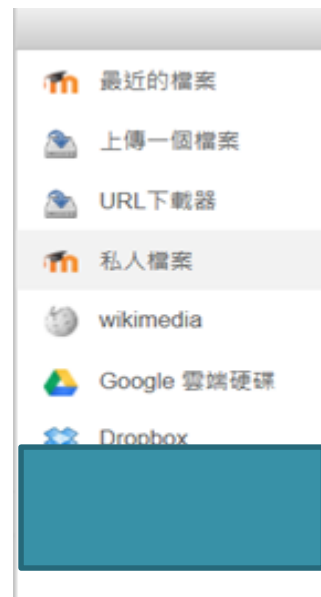 最近的檔案
上傳一個檔案
URL下載器
私人檔案
wikimedia
Google 雲端硬碟
Dropbox